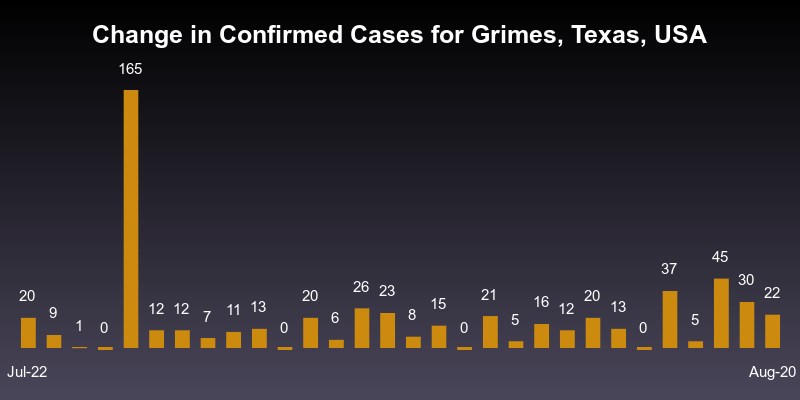 Change in Confirmed Cases for Grimes, Texas, USA
165
20 9 1 0 12 12 7 11 13 0 20 6 26 23 8 15 0 21 5 16 12 20 13 0 37 5 45 30 22
Jul-22 Aug-20